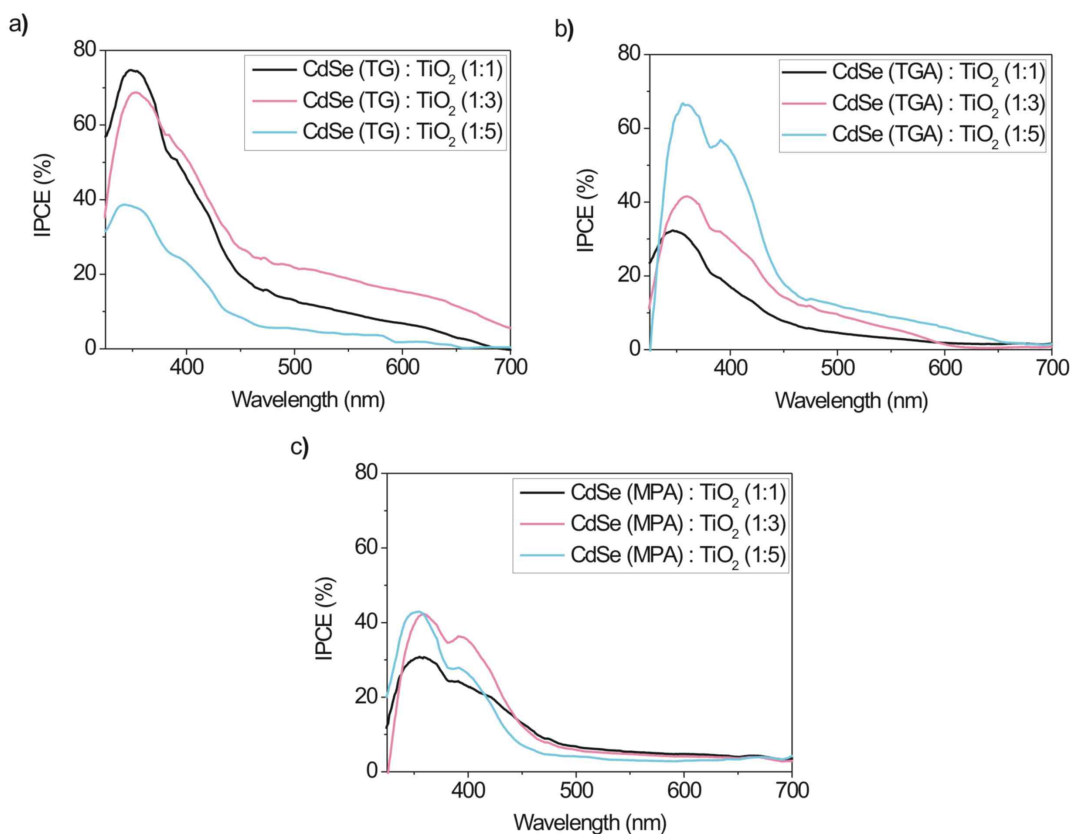 a)
80
60
40
20
0
IPCE (%)
CdSe (TG) : TiO₂ (1:1)
CdSe (TG) : TiO₂ (1:3)
CdSe (TG) : TiO₂ (1:5)
400
500
600
700
Wavelength (nm)
b)
80
60
40
20
0
IPCE (%)
CdSe (TGA) : TiO₂ (1:1)
CdSe (TGA) : TiO₂ (1:3)
CdSe (TGA) : TiO₂ (1:5)
400
500
600
700
Wavelength (nm)
c)
80
60
40
20
0
IPCE (%)
CdSe (MPA) : TiO₂ (1:1)
CdSe (MPA) : TiO₂ (1:3)
CdSe (MPA) : TiO₂ (1:5)
400
500
600
700
Wavelength (nm)